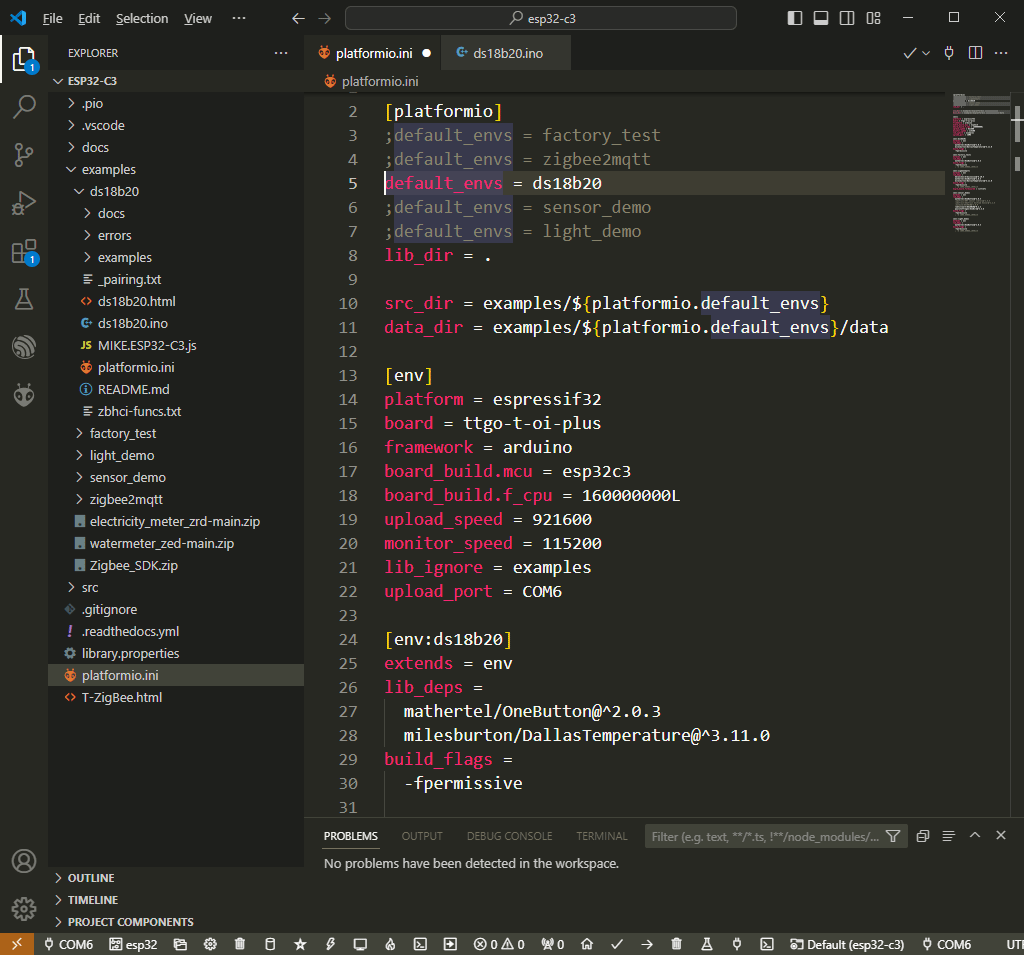 File Edit Selection View ··· esp32-c3
EXPLORER ···
ESP32-C3
.pio
.vscode
docs
examples
ds18b20
docs
errors
examples
_pairing.txt
ds18b20.html
ds18b20.ino
JS MIKE.ESP32-C3.js
platformio.ini
README.md
zbhci-funcs.txt
factory_test
light_demo
sensor_demo
zigbee2mqtt
electricity_meter_zrd-main.zip
watermeter_zed-main.zip
Zigbee_SDK.zip
src
.gitignore
.readthedocs.yml
library.properties
platformio.ini
T-ZigBee.html
OUTLINE
TIMELINE
PROJECT COMPONENTS
1
1
platformio.ini ● ds18b20.ino
platformio.ini
2 [platformio]
3 ;default_envs = factory_test
4 ;default_envs = zigbee2mqtt
5 default_envs = ds18b20
6 ;default_envs = sensor_demo
7 ;default_envs = light_demo
8 lib_dir = .
9
10 src_dir = examples/${platformio.default_envs}
11 data_dir = examples/${platformio.default_envs}/data
12
13 [env]
14 platform = espressif32
15 board = ttgo-t-oi-plus
16 framework = arduino
17 board_build.mcu = esp32c3
18 board_build.f_cpu = 160000000L
19 upload_speed = 921600
20 monitor_speed = 115200
21 lib_ignore = examples
22 upload_port = COM6
23
24 [env:ds18b20]
25 extends = env
26 lib_deps =
27 mathertel/OneButton@^2.0.3
28 milesburton/DallasTemperature@^3.11.0
29 build_flags =
30 -fpermissive
31
PROBLEMS OUTPUT DEBUG CONSOLE TERMINAL Filter (e.g. text, **/*.ts, !**/node_modules/...
No problems have been detected in the workspace.
COM6 esp32 0 0 0 Default (esp32-c3) COM6 UTF